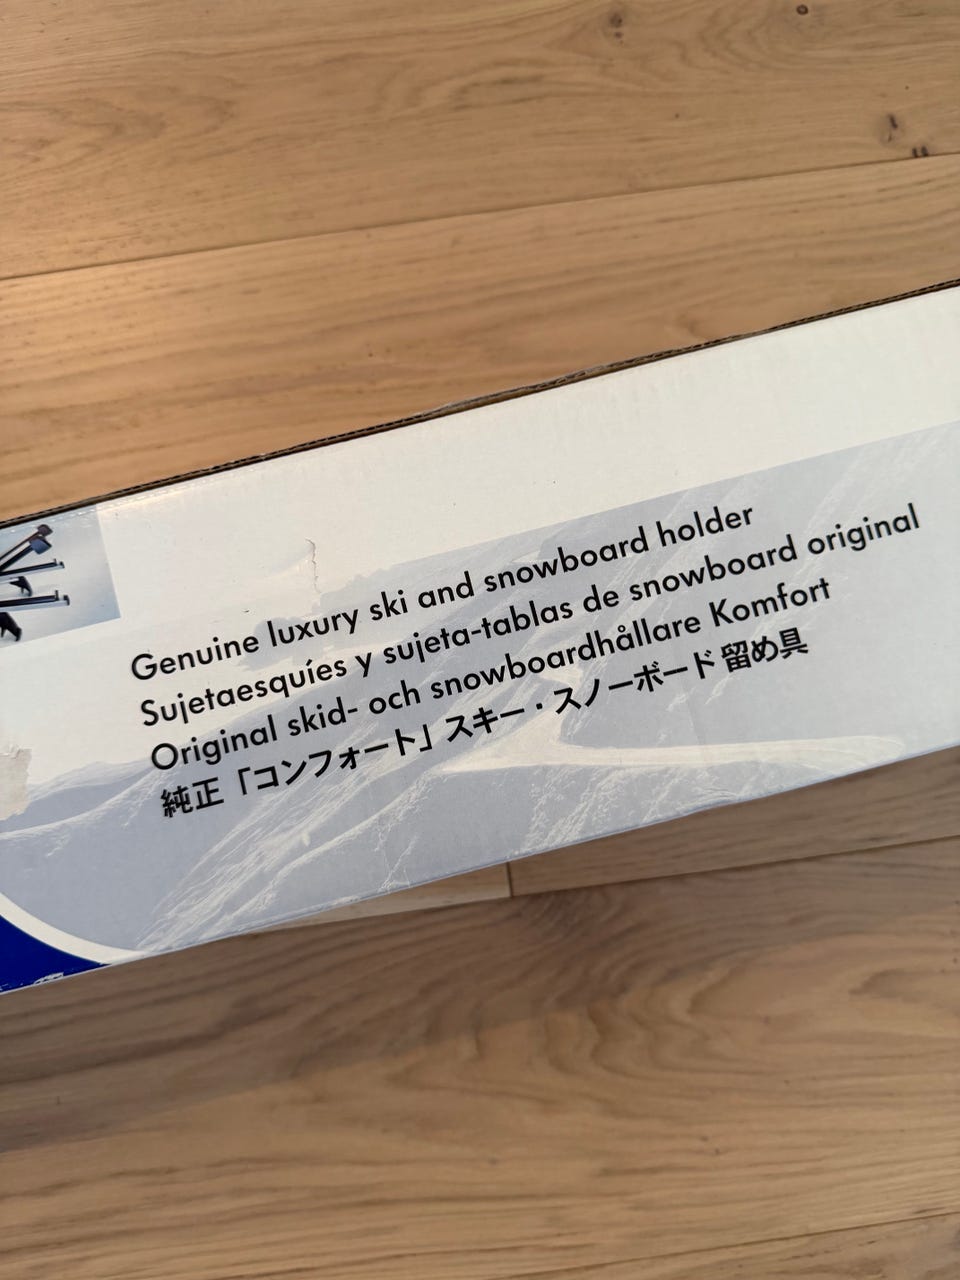 Genuine luxury ski and snowboard holder
Sujetaesquíes y sujeta-tablas de snowboard original
Original skid- och snowboardhållare Komfort
純正「コンフォート」スキー・スノーボード留め具